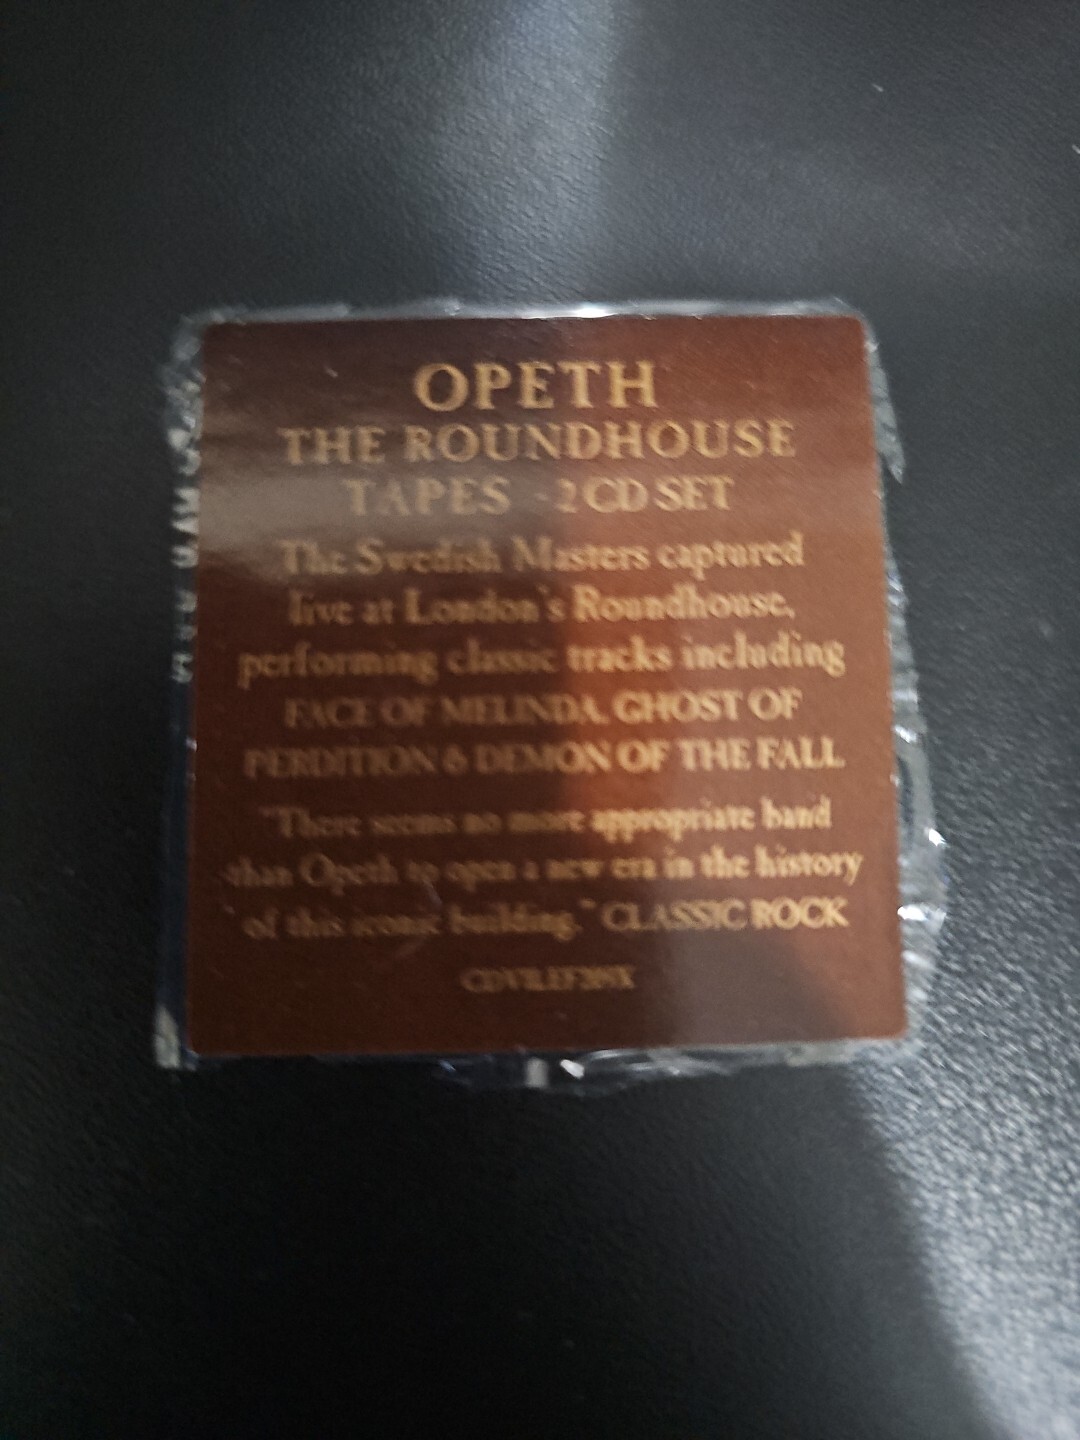 OPETH
THE ROUNDHOUSE
TAPES - 2 CD SET
The Swedish Masters captured
live at London's Roundhouse,
performing classic tracks including
FACE OF MELINDA, GHOST OF
PERDITION & DEMON OF THE FALL
"There seems no more appropriate band
than Opeth to open a new era in the history
of this iconic building." CLASSIC ROCK